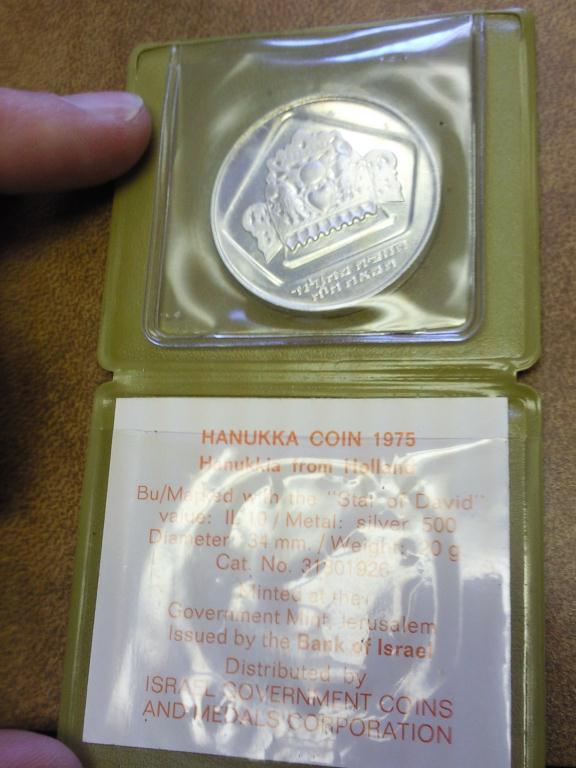 HANUKKA COIN 1975
Hanukkia from Holland
Bu/Marked with the "Star of David"
value: IL 10 / Metal: silver 500
Diameter: 34 mm. / Weight: 20 g
Cat. No. 31801926
Minted at the
Government Mint Jerusalem
Issued by the Bank of Israel
Distributed by
ISRAEL GOVERNMENT COINS
AND MEDALS CORPORATION